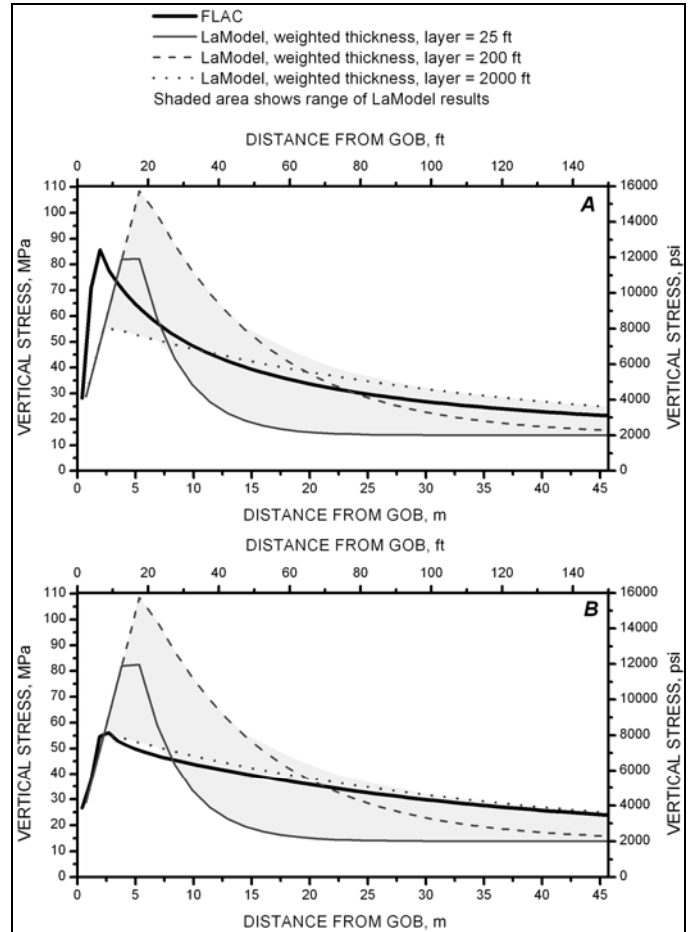 FLAC
LaModel, weighted thickness, layer = 25 ft
LaModel, weighted thickness, layer = 200 ft
LaModel, weighted thickness, layer = 2000 ft
Shaded area shows range of LaModel results
DISTANCE FROM GOB, ft
0 20 40 60 80 100 120 140
A
VERTICAL STRESS, MPa
110
100
90
80
70
60
50
40
30
20
10
0
16000
14000
12000
10000
8000
6000
4000
2000
0
VERTICAL STRESS, psi
0 5 10 15 20 25 30 35 40 45
DISTANCE FROM GOB, m
DISTANCE FROM GOB, ft
0 20 40 60 80 100 120 140
B
VERTICAL STRESS, MPa
110
100
90
80
70
60
50
40
30
20
10
0
16000
14000
12000
10000
8000
6000
4000
2000
0
VERTICAL STRESS, psi
0 5 10 15 20 25 30 35 40 45
DISTANCE FROM GOB, m